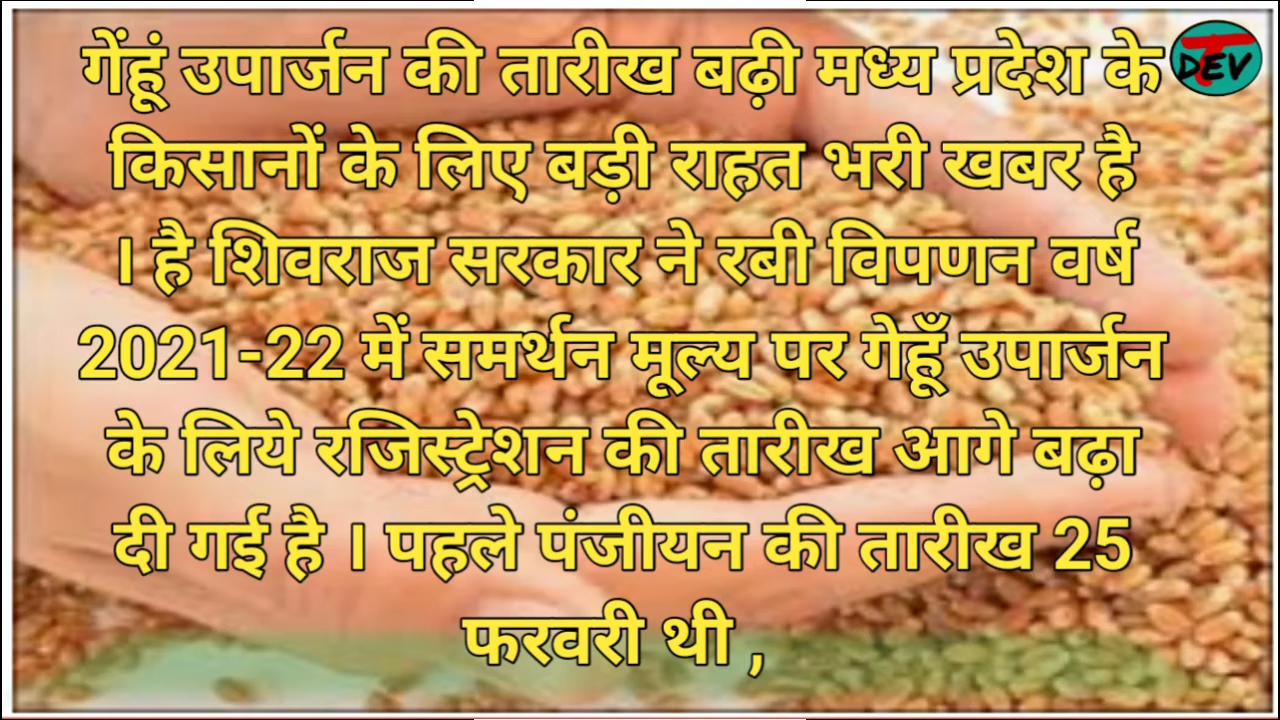 गेंहूं उपार्जन की तारीख बढ़ी मध्य प्रदेश के
किसानों के लिए बड़ी राहत भरी खबर है
। है शिवराज सरकार ने रबी विपणन वर्ष
2021-22 में समर्थन मूल्य पर गेहूँ उपार्जन
के लिये रजिस्ट्रेशन की तारीख आगे बढ़ा
दी गई है । पहले पंजीयन की तारीख 25
फरवरी थी ,
T DEV